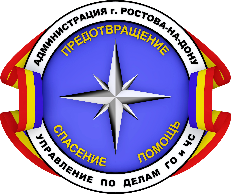 АДМИНИСТРАЦИЯ г. РОСТОВА-НА-ДОНУ
ПРЕДОТВРАЩЕНИЕ
СПАСЕНИЕ
ПОМОЩЬ
УПРАВЛЕНИЕ ПО ДЕЛАМ ГО и ЧС